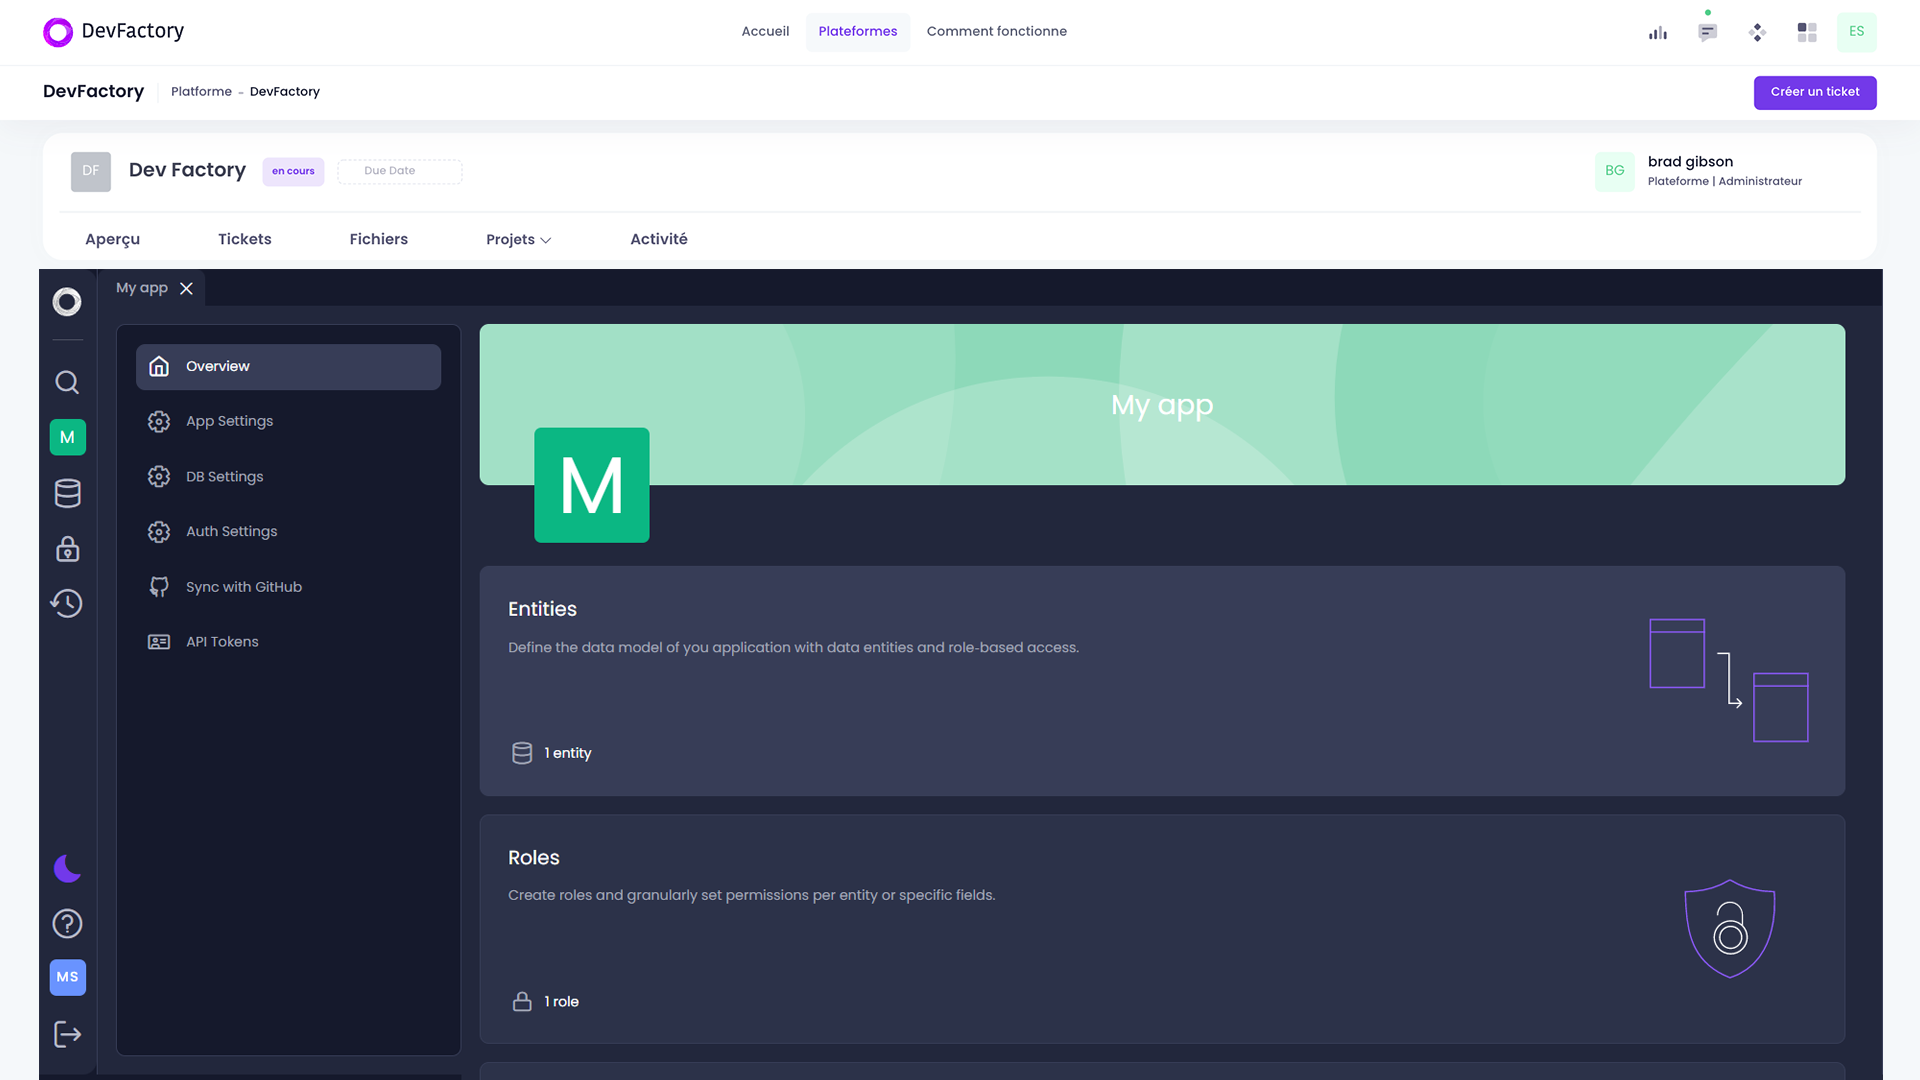 DevFactory
Accueil
Plateformes
Comment fonctionne
ES
DevFactory
Platforme - DevFactory
Créer un ticket
DF
Dev Factory
en cours
Due Date
BG
brad gibson
Plateforme | Administrateur
Aperçu
Tickets
Fichiers
Projets
Activité
My app
M
MS
Overview
App Settings
DB Settings
Auth Settings
Sync with GitHub
API Tokens
My app
M
Entities
Define the data model of you application with data entities and role-based access.
1 entity
Roles
Create roles and granularly set permissions per entity or specific fields.
1 role